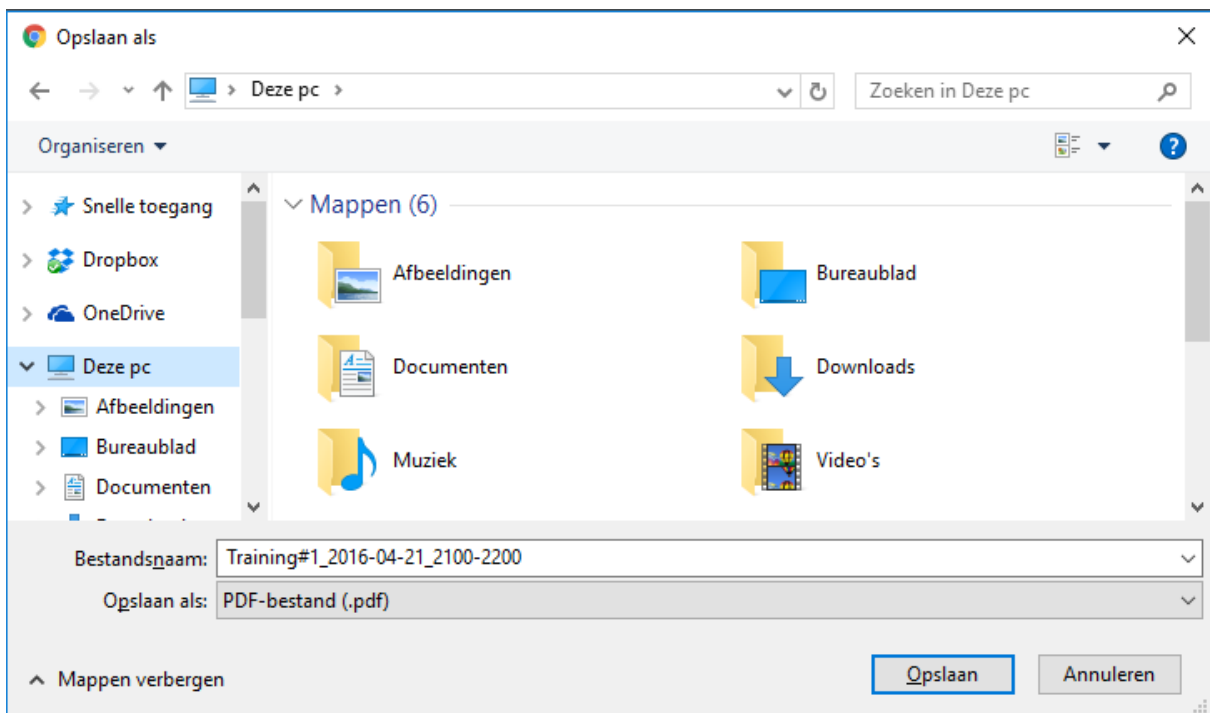 Opslaan als
Deze pc
Zoeken in Deze pc
Organiseren
Snelle toegang
Dropbox
OneDrive
Deze pc
Afbeeldingen
Bureaublad
Documenten
Mappen (6)
Afbeeldingen
Bureaublad
Documenten
Downloads
Muziek
Video's
Bestandsnaam: Training#1_2016-04-21_2100-2200
Opslaan als: PDF-bestand (.pdf)
Mappen verbergen
Opslaan
Annuleren